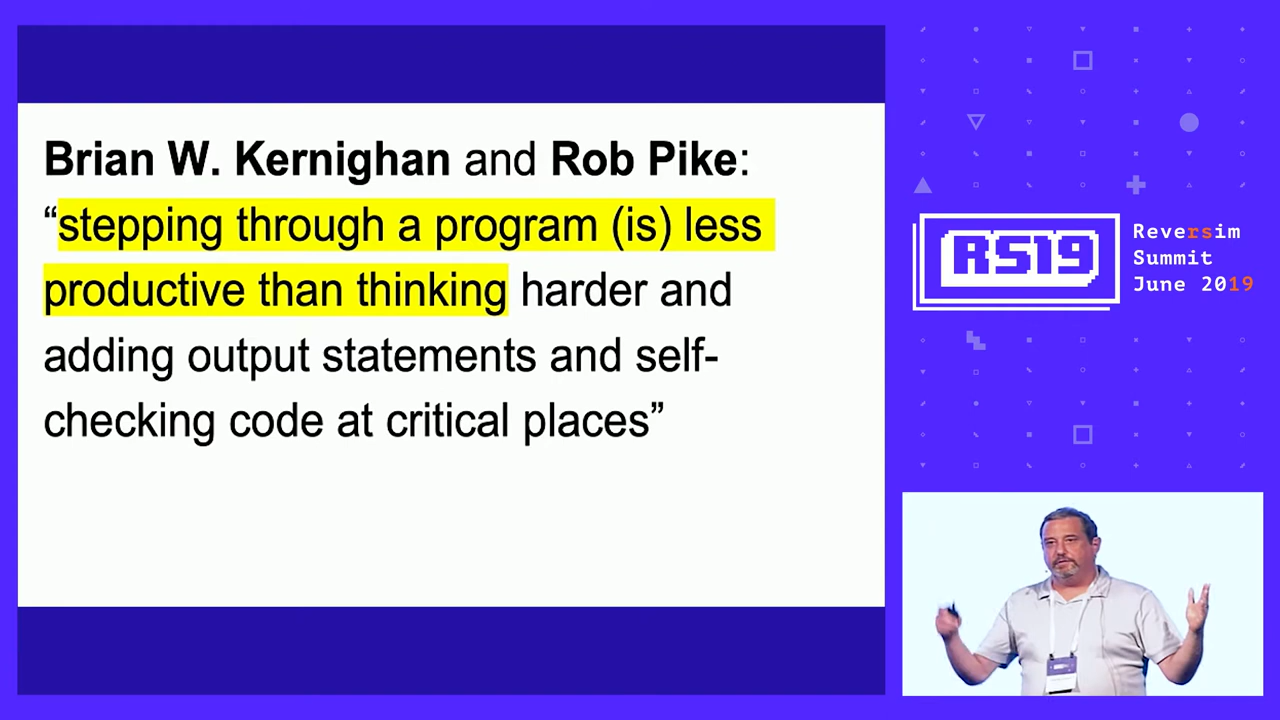 Brian W. Kernighan and Rob Pike:
“stepping through a program (is) less
productive than thinking harder and
adding output statements and self-
checking code at critical places”
RS19
Reversim
Summit
June 2019